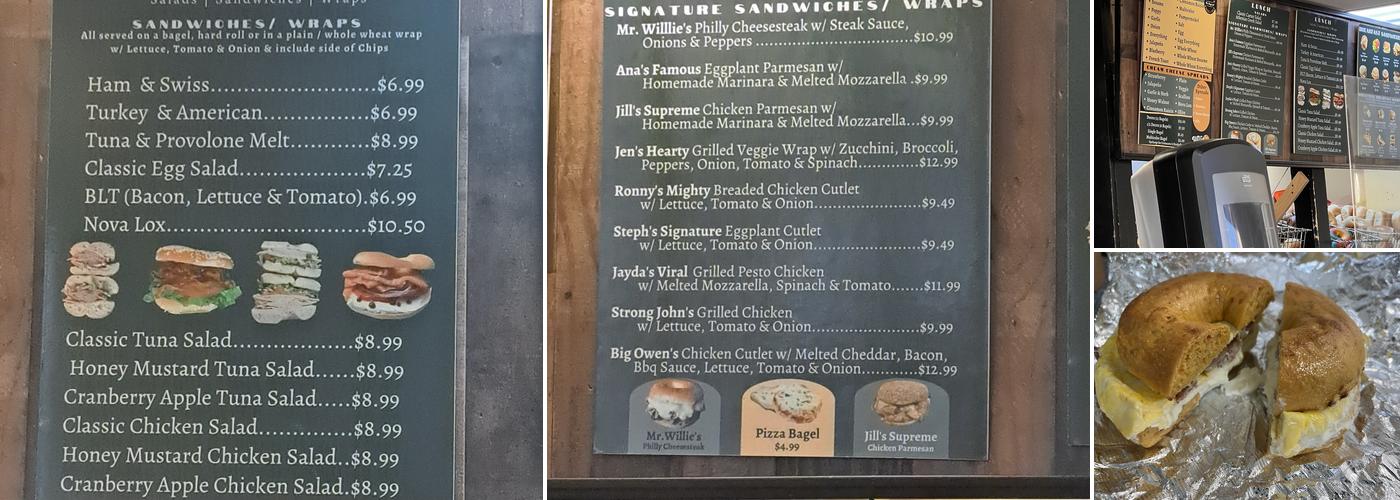 Salads | Sandwiches | Wraps
SANDWICHES/ WRAPS
All served on a bagel, hard roll or in a plain / whole wheat wrap
w/ Lettuce, Tomato & Onion & include side of Chips
Ham & Swiss............................$6.99
Turkey & American..................$6.99
Tuna & Provolone Melt.............$8.99
Classic Egg Salad.....................$7.25
BLT (Bacon, Lettuce & Tomato).$6.99
Nova Lox...................................$10.50
Classic Tuna Salad....................$8.99
Honey Mustard Tuna Salad......$8.99
Cranberry Apple Tuna Salad.....$8.99
Classic Chicken Salad...............$8.99
Honey Mustard Chicken Salad..$8.99
Cranberry Apple Chicken Salad.$8.99
SIGNATURE SANDWICHES/ WRAPS
Mr. Willlie's Philly Cheesesteak w/ Steak Sauce,
Onions & Peppers ..................................$10.99
Ana's Famous Eggplant Parmesan w/
Homemade Marinara & Melted Mozzarella .$9.99
Jill's Supreme Chicken Parmesan w/
Homemade Marinara & Melted Mozzarella...$9.99
Jen's Hearty Grilled Veggie Wrap w/ Zucchini, Broccoli,
Peppers, Onion, Tomato & Spinach...............$12.99
Ronny's Mighty Breaded Chicken Cutlet
w/ Lettuce, Tomato & Onion.......................$9.49
Steph's Signature Eggplant Cutlet
w/ Lettuce, Tomato & Onion.......................$9.49
Jayda's Viral Grilled Pesto Chicken
w/ Melted Mozzarella, Spinach & Tomato.......$11.99
Strong John's Grilled Chicken
w/ Lettuce, Tomato & Onion.......................$9.99
Big Owen's Chicken Cutlet w/ Melted Cheddar, Bacon,
Bbq Sauce, Lettuce, Tomato & Onion............$12.99
Mr.Willie's
Philly Cheesesteak
Pizza Bagel
$4.99
Jill's Supreme
Chicken Parmesan
LUNCH
LUNCH
CREAM CHEESE SPREADS